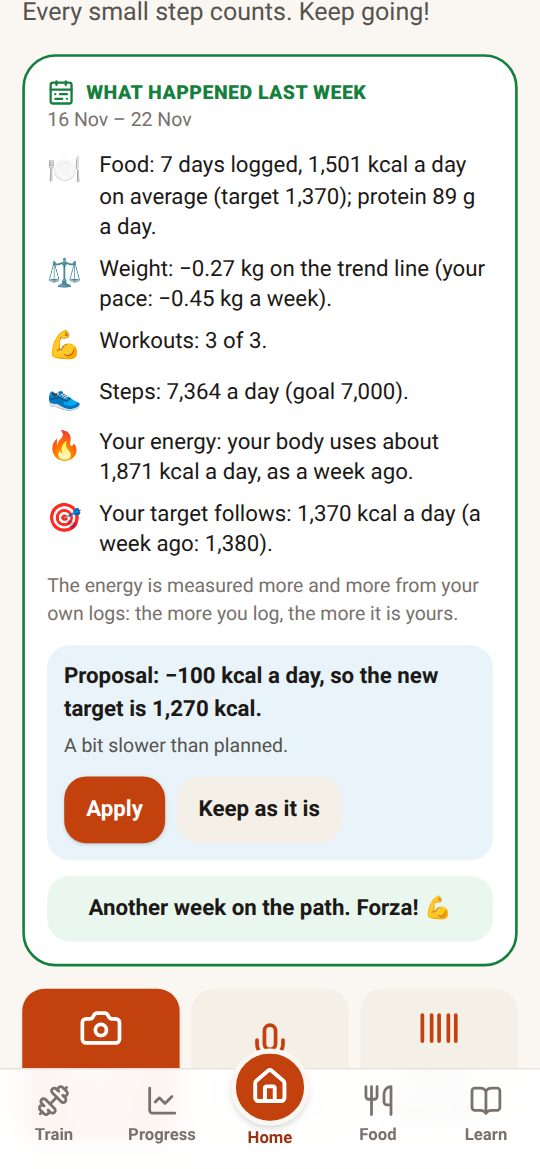 Every small step counts. Keep going!
WHAT HAPPENED LAST WEEK
16 Nov – 22 Nov
Food: 7 days logged, 1,501 kcal a day
on average (target 1,370); protein 89 g
a day.
Weight: −0.27 kg on the trend line (your
pace: −0.45 kg a week).
Workouts: 3 of 3.
Steps: 7,364 a day (goal 7,000).
Your energy: your body uses about
1,871 kcal a day, as a week ago.
Your target follows: 1,370 kcal a day (a
week ago: 1,380).
The energy is measured more and more from your
own logs: the more you log, the more it is yours.
Proposal: −100 kcal a day, so the new
target is 1,270 kcal.
A bit slower than planned.
Apply
Keep as it is
Another week on the path. Forza! 💪
Train
Progress
Home
Food
Learn